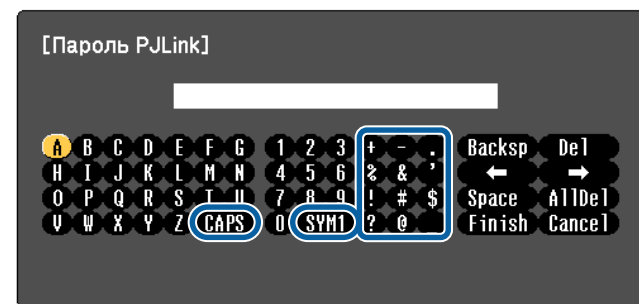 [Пароль PJLink]
A B C D E F G 1 2 3 + - . Backsp Del
H I J K L M N 4 5 6 % & ' ← →
O P Q R S T U 7 8 9 ! # $ Space AllDel
V W X Y Z CAPS 0 SYM1 ? @ _ Finish Cancel